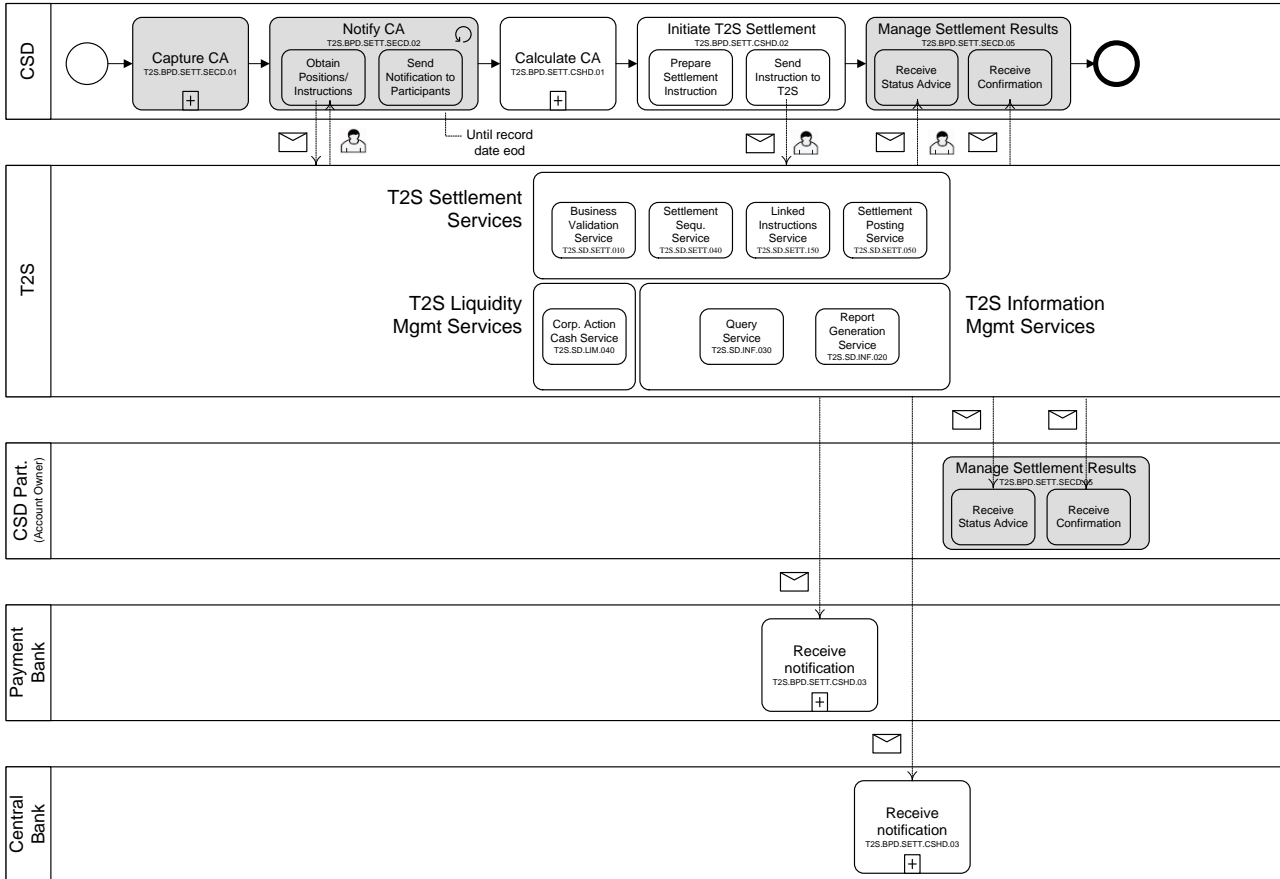 CSD
Capture CA
T2S.BPD.SETT.SECD.01
Notify CA
T2S.BPD.SETT.SECD.02
Obtain
Positions/
Instructions
Send
Notification to
Participants
Calculate CA
T2S.BPD.SETT.CSHD.01
Initiate T2S Settlement
T2S.BPD.SETT.CSHD.02
Prepare
Settlement
Instruction
Send
Instruction to
T2S
Manage Settlement Results
T2S.BPD.SETT.SECD.05
Receive
Status Advice
Receive
Confirmation
Until record
date eod
T2S
T2S Settlement
Services
Business
Validation
Service
T2S.SD.SETT.010
Settlement
Sequ.
Service
T2S.SD.SETT.040
Linked
Instructions
Service
T2S.SD.SETT.150
Settlement
Posting
Service
T2S.SD.SETT.050
T2S Liquidity
Mgmt Services
Corp. Action
Cash Service
T2S.SD.LIM.040
Query
Service
T2S.SD.INF.030
Report
Generation
Service
T2S.SD.INF.020
T2S Information
Mgmt Services
CSD Part.
(Account Owner)
Manage Settlement Results
T2S.BPD.SETT.SECD.05
Receive
Status Advice
Receive
Confirmation
Payment
Bank
Receive
notification
T2S.BPD.SETT.CSHD.03
Central
Bank
Receive
notification
T2S.BPD.SETT.CSHD.03